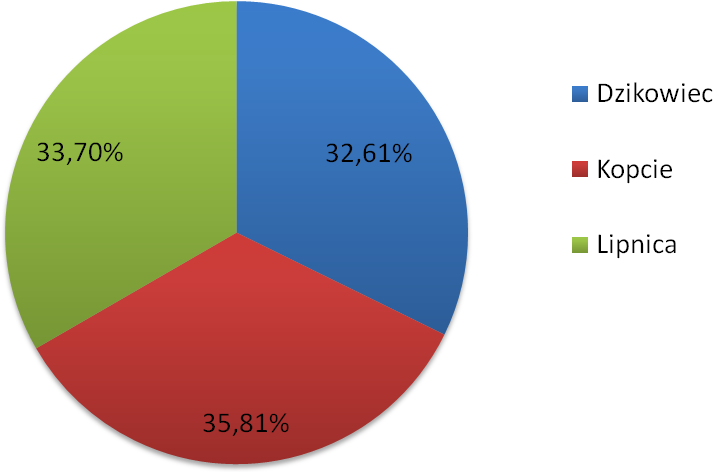 33,70%
32,61%
35,81%
Dzikowiec
Kopcie
Lipnica